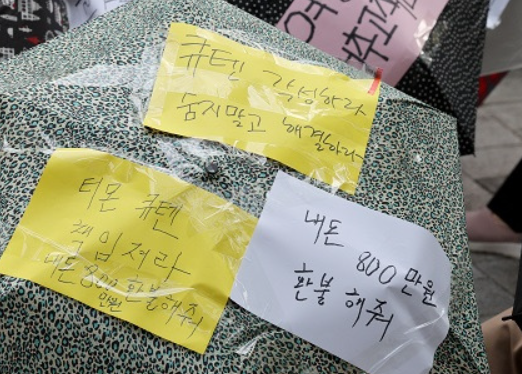 큐텐 각성하라
숨지말고 해결하라
티몬 큐텐
책임져라
내돈 800 환불해줘
만원
내돈 800만원
환불 해줘